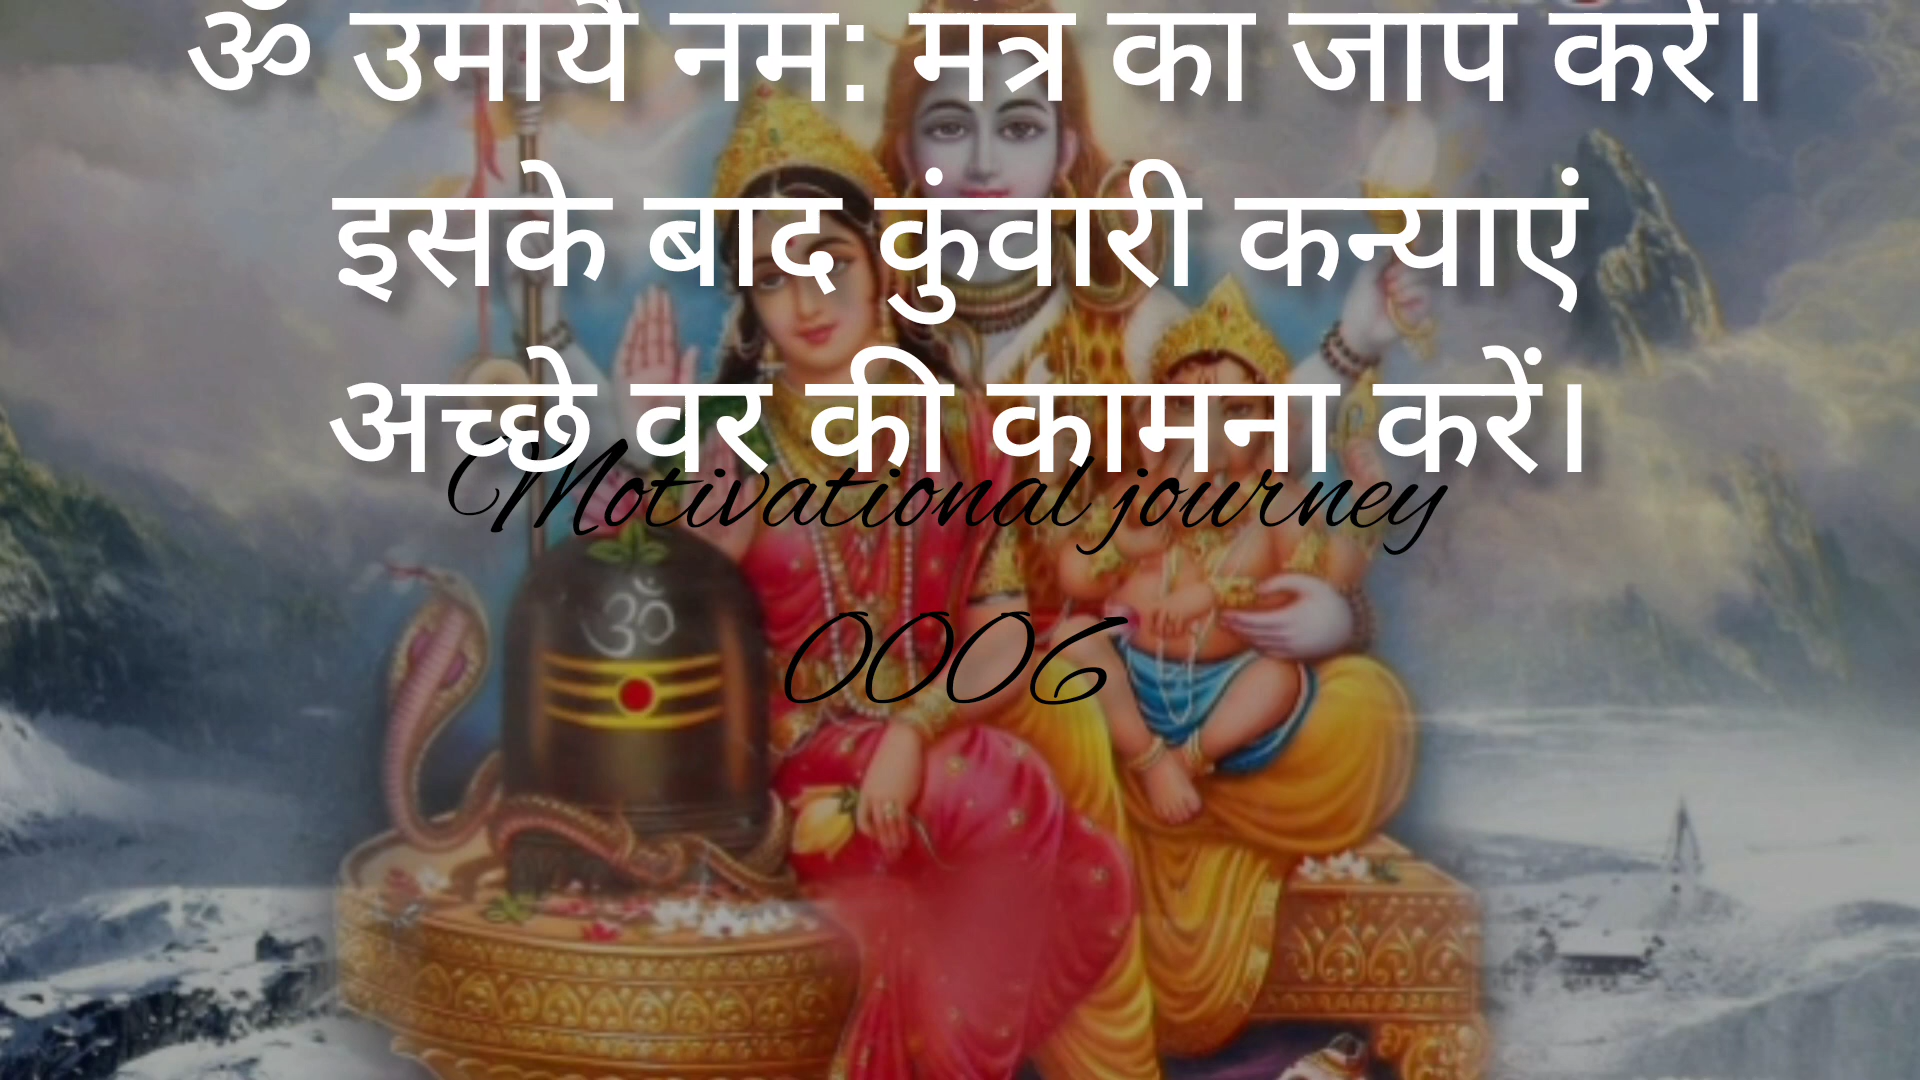 ॐ उमायै नम: मंत्र का जाप करें।
इसके बाद कुंवारी कन्याएं
अच्छे वर की कामना करें।
Motivational journey
0006
ॐ